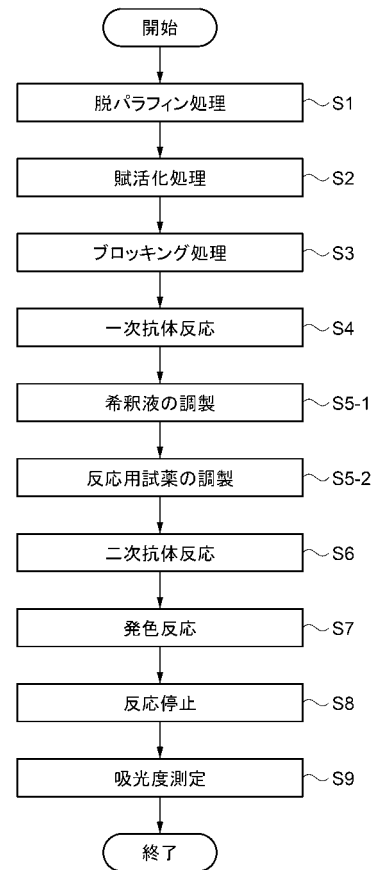 開始
脱パラフィン処理 S1
賦活化処理 S2
ブロッキング処理 S3
一次抗体反応 S4
希釈液の調製 S5-1
反応用試薬の調製 S5-2
二次抗体反応 S6
発色反応 S7
反応停止 S8
吸光度測定 S9
終了